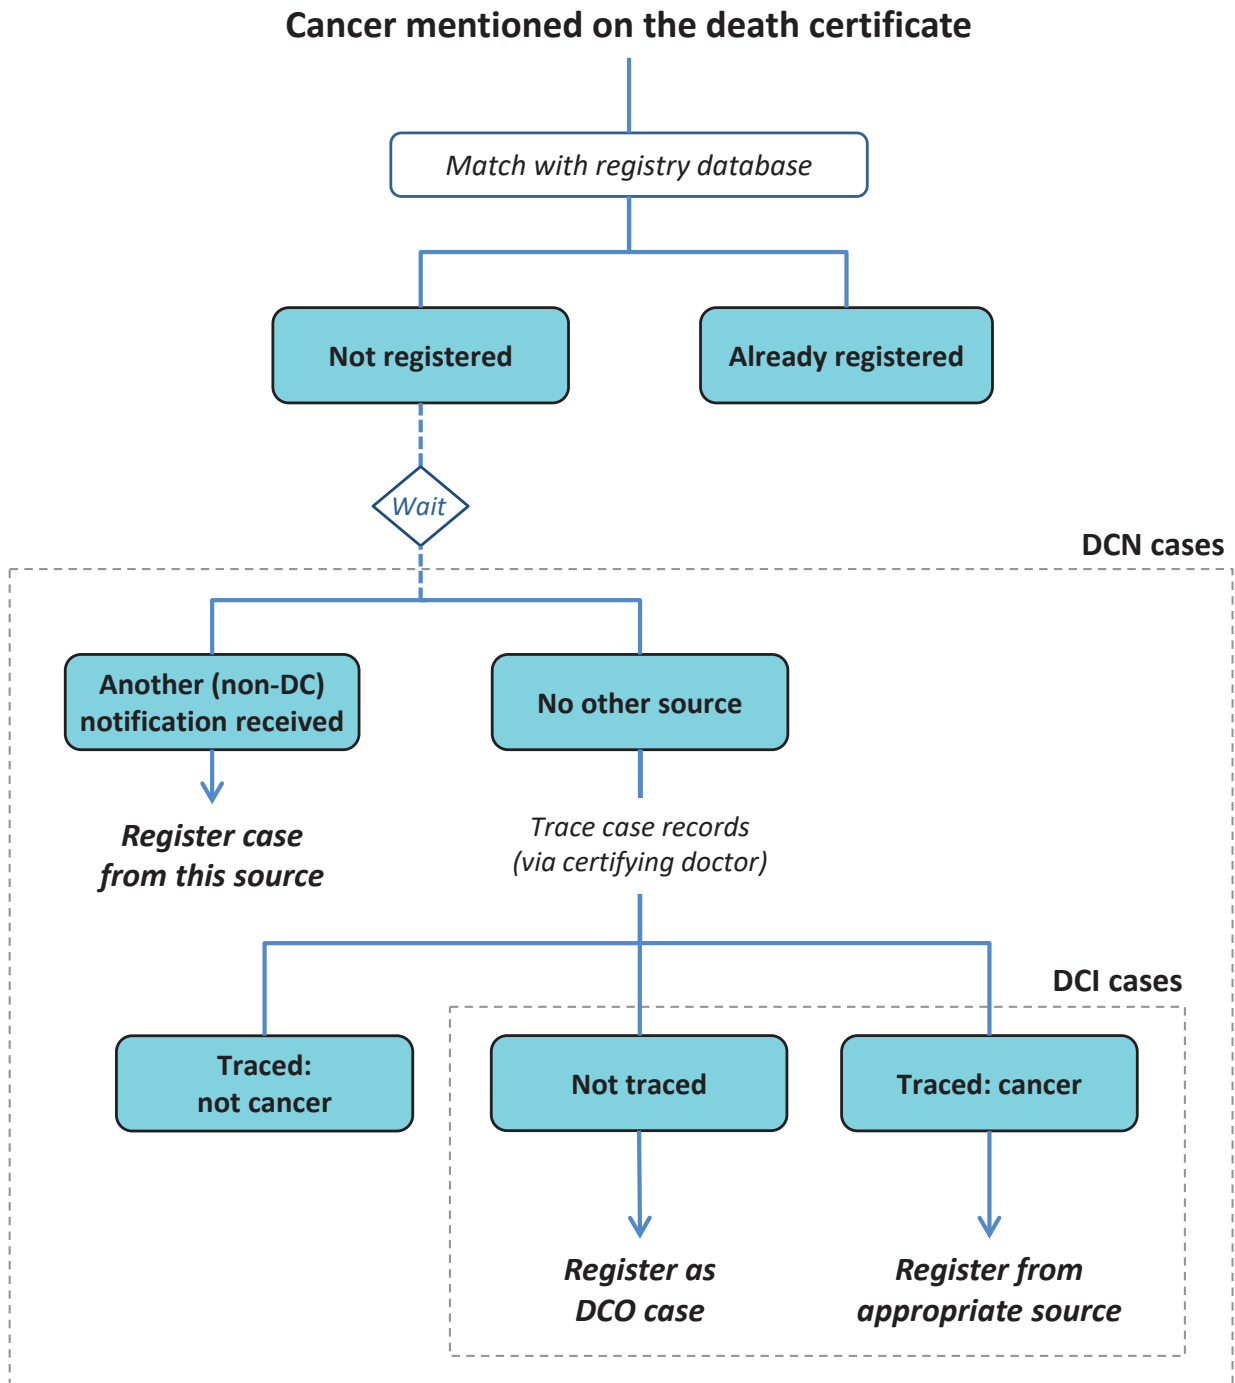 Cancer mentioned on the death certificate
Match with registry database
Not registered
Already registered
Wait
DCN cases
Another (non-DC)
notification received
No other source
Register case
from this source
Trace case records
(via certifying doctor)
DCI cases
Traced:
not cancer
Not traced
Traced: cancer
Register as
DCO case
Register from
appropriate source